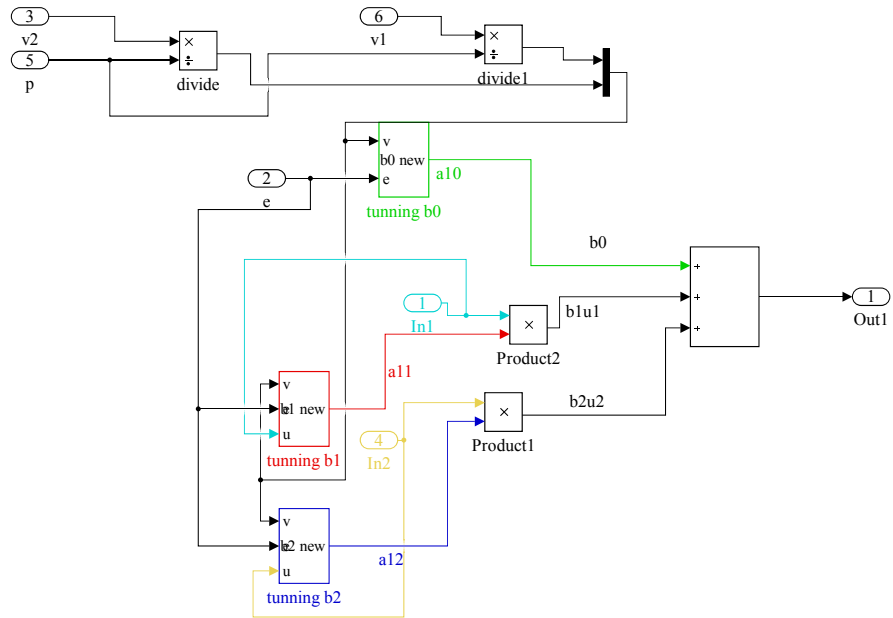 3
6
v2
v1
×
÷
×
÷
5
p
divide
divide1
v
b0 new
e
a10
2
e
tunning b0
b0
+
+
+
1
Out1
1
In1
b1u1
×
Product2
a11
v
b1 new
e
u
tunning b1
4
In2
×
b2u2
Product1
v
b2 new
e
u
a12
tunning b2